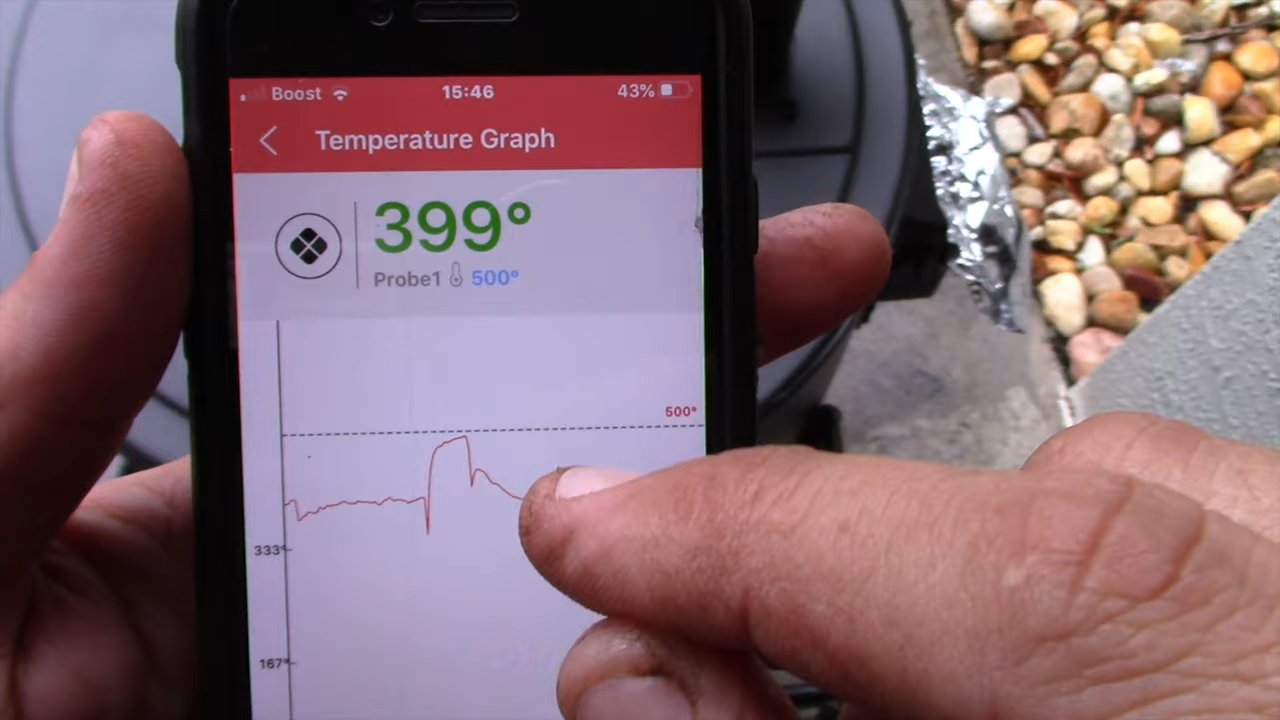 Boost 15:46 43%
Temperature Graph
399°
Probe1 500°
500°
333°
167°